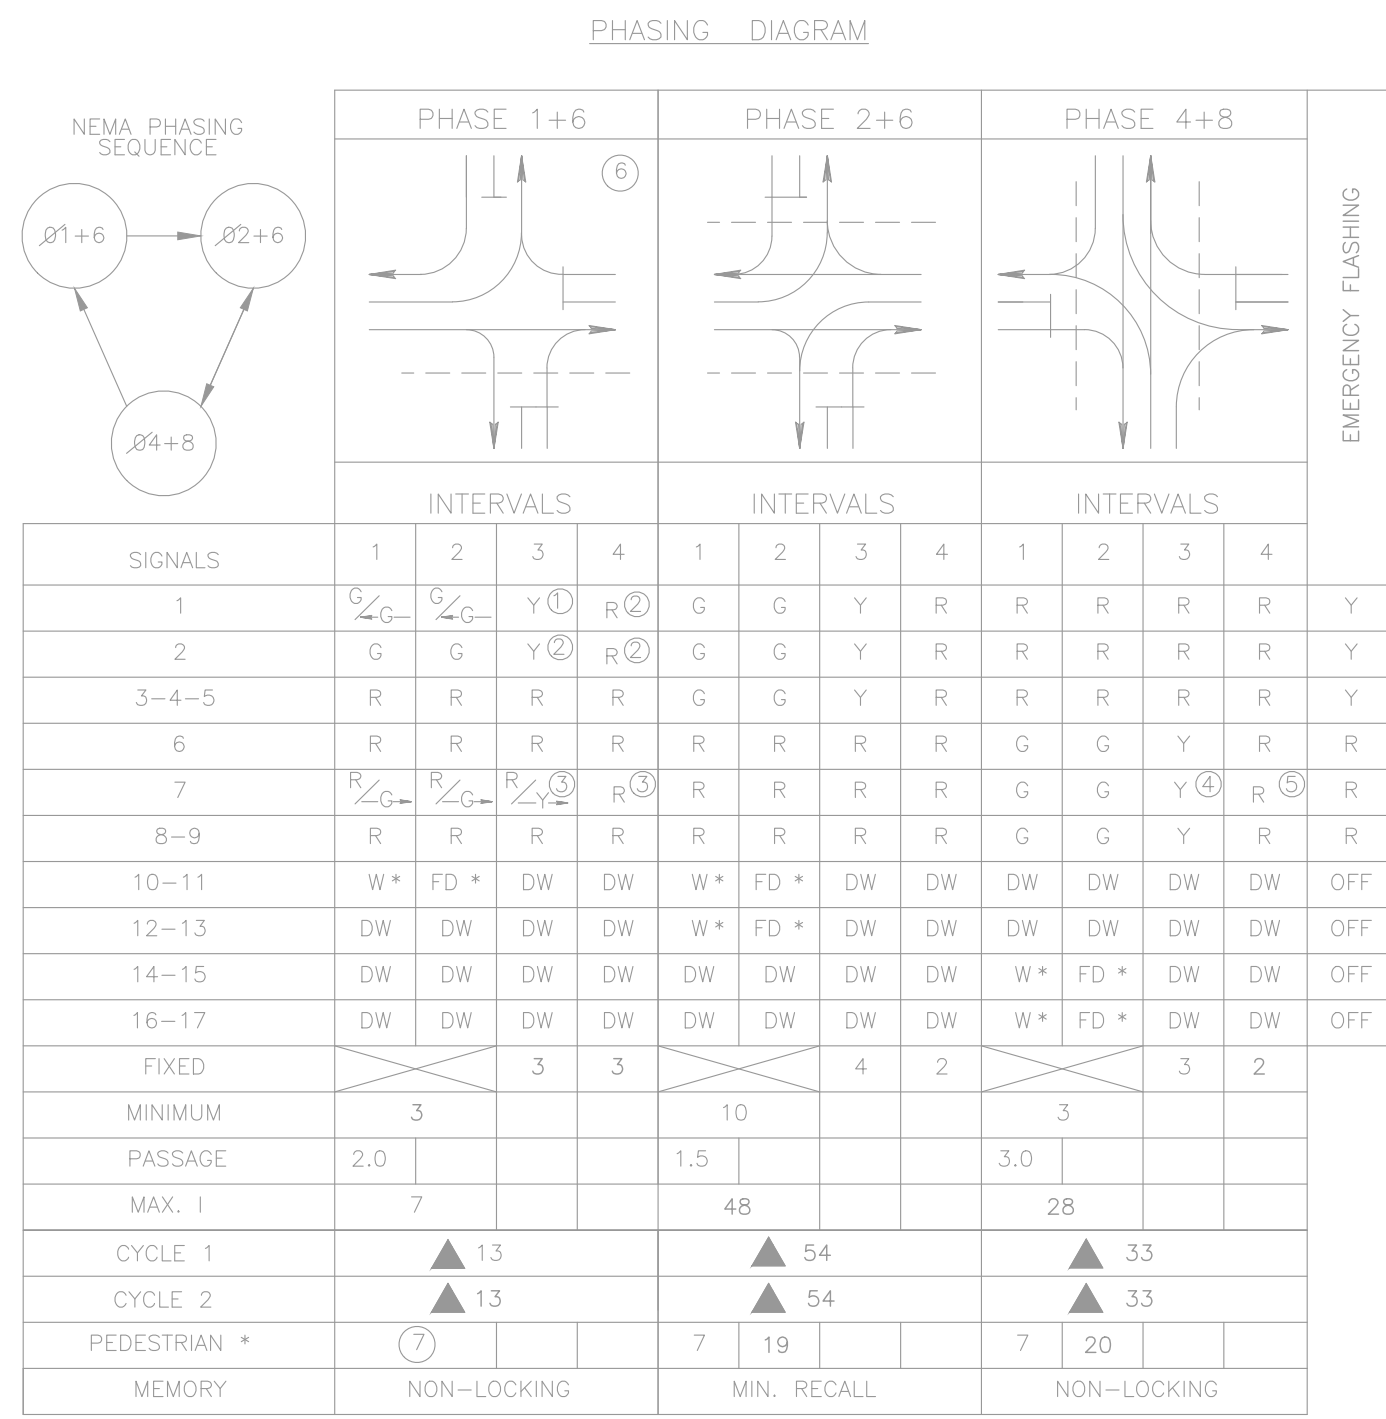 PHASING DIAGRAM
NEMA PHASING
SEQUENCE
Ø1+6
Ø2+6
Ø4+8
PHASE 1+6 PHASE 2+6 PHASE 4+8
6
EMERGENCY FLASHING
INTERVALS INTERVALS INTERVALS
SIGNALS 1 2 3 4 1 2 3 4 1 2 3 4
1 G/G G/G Y ① R ② G G Y R R R R R Y
2 G G Y ② R ② G G Y R R R R R Y
3-4-5 R R R R G G Y R R R R R Y
6 R R R R R R R R G G Y R R
7 R/G R/G R/Y ③ R ③ R R R R G G Y ④ R ⑤ R
8-9 R R R R R R R R G G Y R R
10-11 W * FD * DW DW W * FD * DW DW DW DW DW DW OFF
12-13 DW DW DW DW W * FD * DW DW DW DW DW DW OFF
14-15 DW DW DW DW DW DW DW DW W * FD * DW DW OFF
16-17 DW DW DW DW DW DW DW DW W * FD * DW DW OFF
FIXED 3 3 4 2 3 2
MINIMUM 3 10 3
PASSAGE 2.0 1.5 3.0
MAX. I 7 48 28
CYCLE 1 ▲ 13 ▲ 54 ▲ 33
CYCLE 2 ▲ 13 ▲ 54 ▲ 33
PEDESTRIAN * ⑦ 7 19 7 20
MEMORY NON-LOCKING MIN. RECALL NON-LOCKING